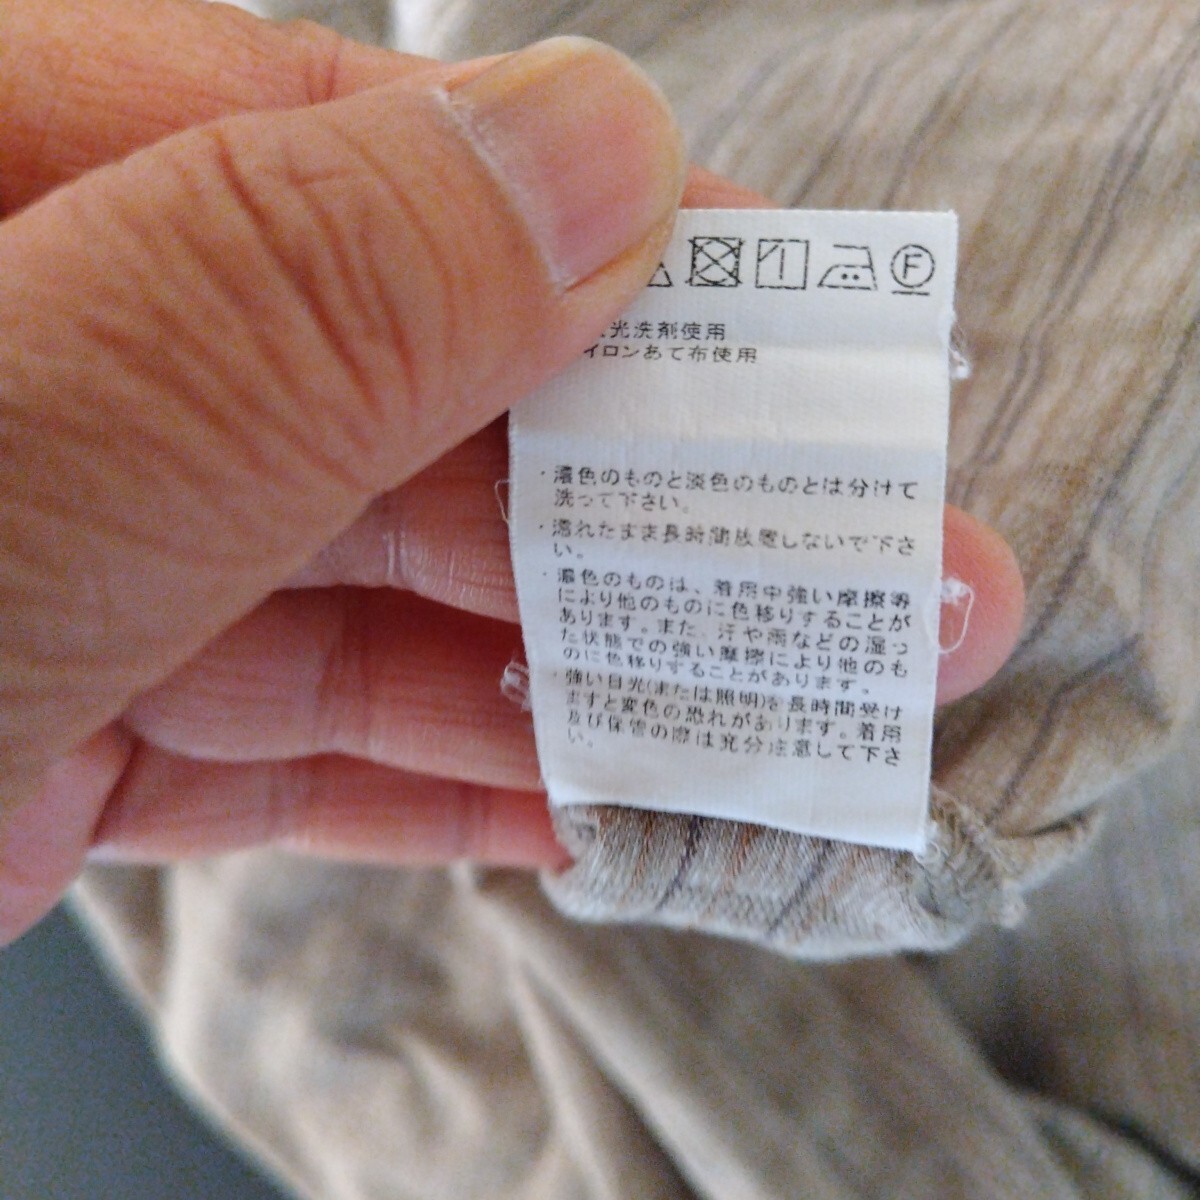 F
光洗剤使用
イロンあて布使用
・濃色のものと淡色のものとは分けて
洗って下さい。
・濡れたまま長時間放置しないで下さ
い。
・濃色のものは、着用中強い摩擦等
により他のものに色移りすることが
あります。また、汗や雨などの湿っ
た状態での強い摩擦により他のも
のに色移りすることがあります。
・強い日光(または照明)を長時間受け
ますと変色の恐れがあります。着用
及び保管の際は充分注意して下さ
い。